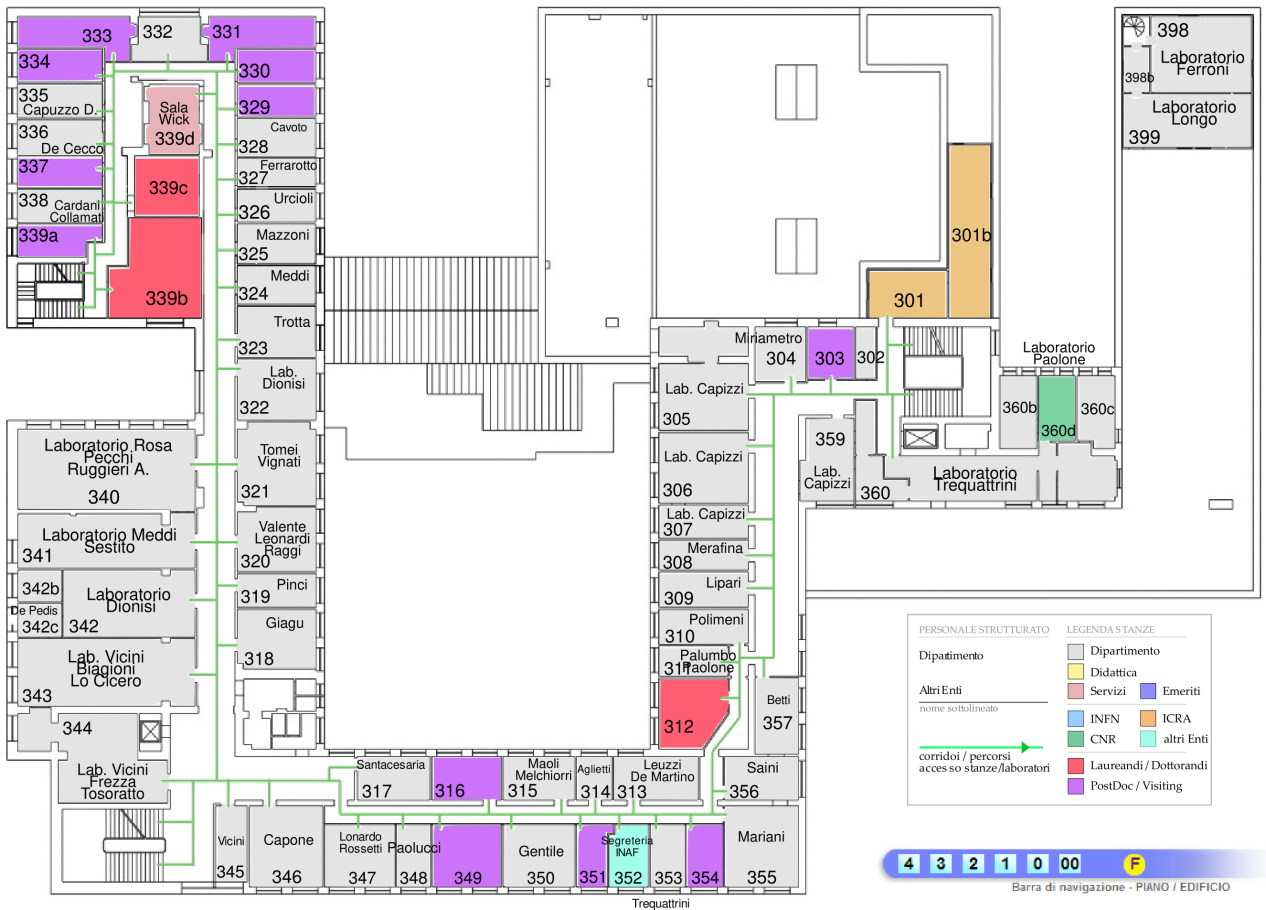 333
332
331
334
330
335
Capuzzo D.
329
336
De Cecco
Sala
Wick
339d
Cavoto
328
337
339c
Ferrarotto
327
338
Cardani
Collamati
Urcioli
326
339a
Mazzoni
325
339b
Meddi
324
Trotta
323
Lab.
Dionisi
322
398
Laboratorio
Ferroni
398b
Laboratorio
Longo
399
301b
301
Miriametro
304
303
302
Laboratorio
Paolone
Lab. Capizzi
305
360b
360d
360c
359
Lab.
Capizzi
360
Laboratorio
Trequattrini
Laboratorio Rosa
Pecchi
Ruggieri A.
340
Tomei
Vignati
321
Lab. Capizzi
306
Laboratorio Meddi
Sestito
341
Valente
Leonardi
Raggi
320
Lab. Capizzi
307
Merafina
308
342b
De Pedis
342c
Laboratorio
Dionisi
342
Pinci
319
Lipari
309
Giagu
318
Polimeni
310
Lab. Vicini
Biagioni
Lo Cicero
343
Palumbo
Paolone
311
312
Betti
357
344
Lab. Vicini
Frezza
Tosoratto
Santacesaria
317
316
Maoli
Melchiorri
315
Aglietti
314
Leuzzi
De Martino
313
Saini
356
Vicini
345
Capone
346
Lonardo
Rossetti
347
Paolucci
348
349
Gentile
350
351
Segreteria
INAF
352
353
354
Mariani
355
Trequattrini
PERSONALE STRUTTURATO
Dipartimento
Altri Enti
nome sottolineato
corridoi / percorsi
accesso stanze/laboratori
LEGENDA STANZE
Dipartimento
Didattica
Servizi
Emeriti
INFN
ICRA
CNR
altri Enti
Laureandi / Dottorandi
PostDoc / Visiting
4 3 2 1 0 00 F
Barra di navigazione - PIANO / EDIFICIO